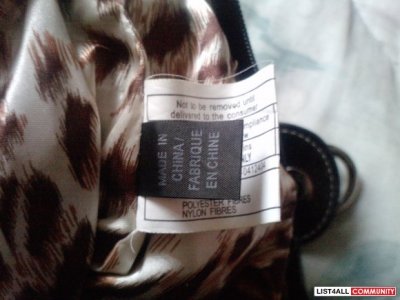 Not to be removed until
delivered to the consumer
MADE IN
CHINA/
FABRIQUE
EN CHINE
POLYESTER FIBRES
NYLON FIBRES
LIST4ALL COMMUNITY